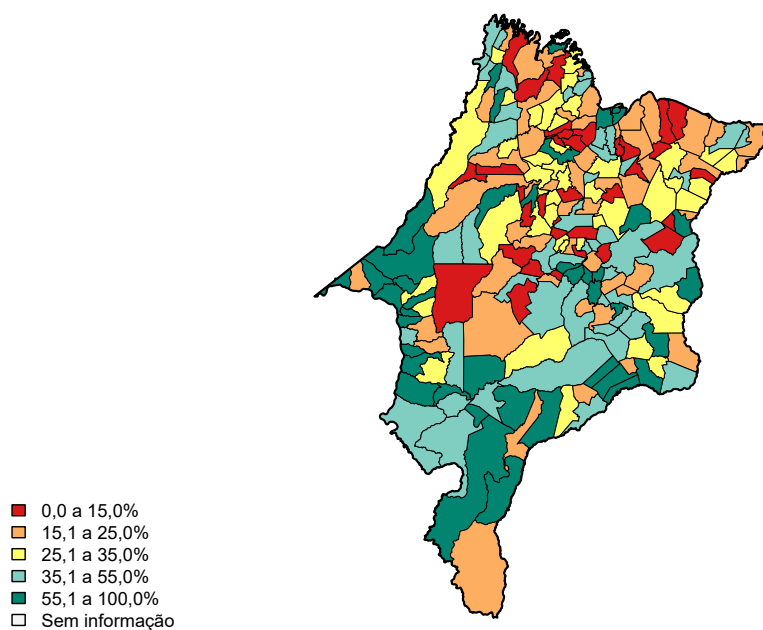 0,0 a 15,0%
15,1 a 25,0%
25,1 a 35,0%
35,1 a 55,0%
55,1 a 100,0%
Sem informação